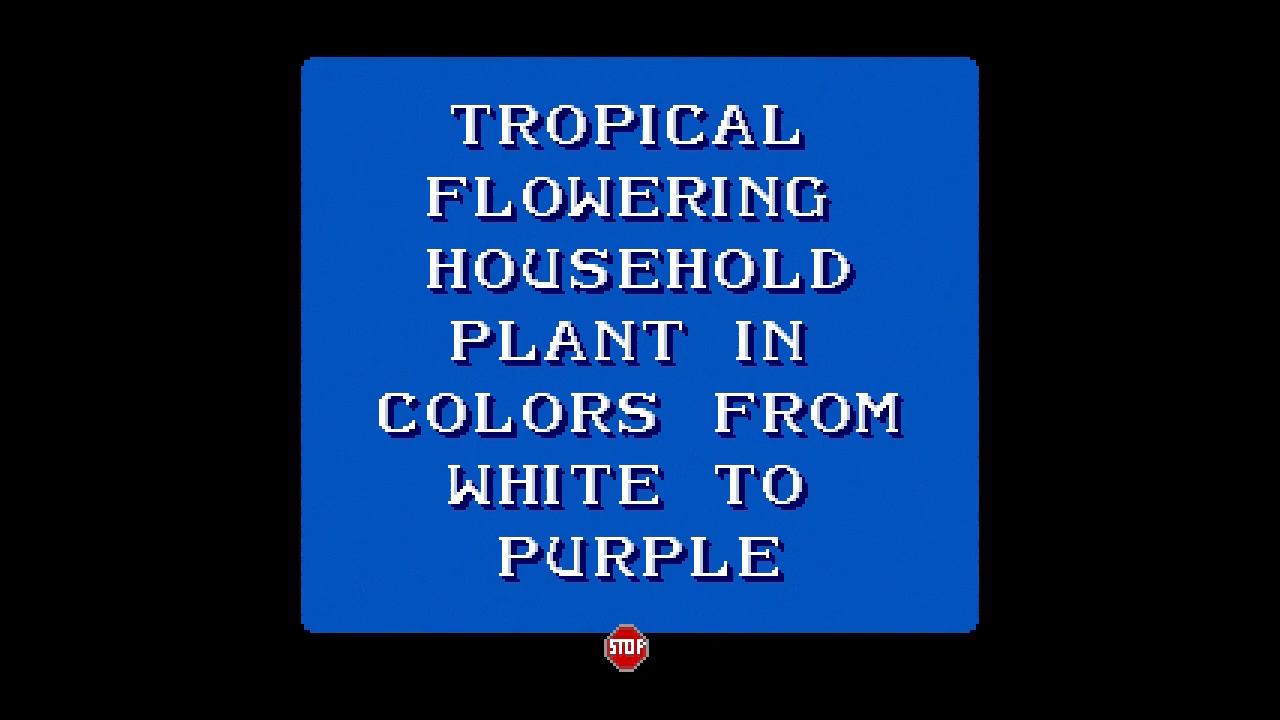 TROPICAL
FLOWERING
HOUSEHOLD
PLANT IN
COLORS FROM
WHITE TO
PURPLE
STOP